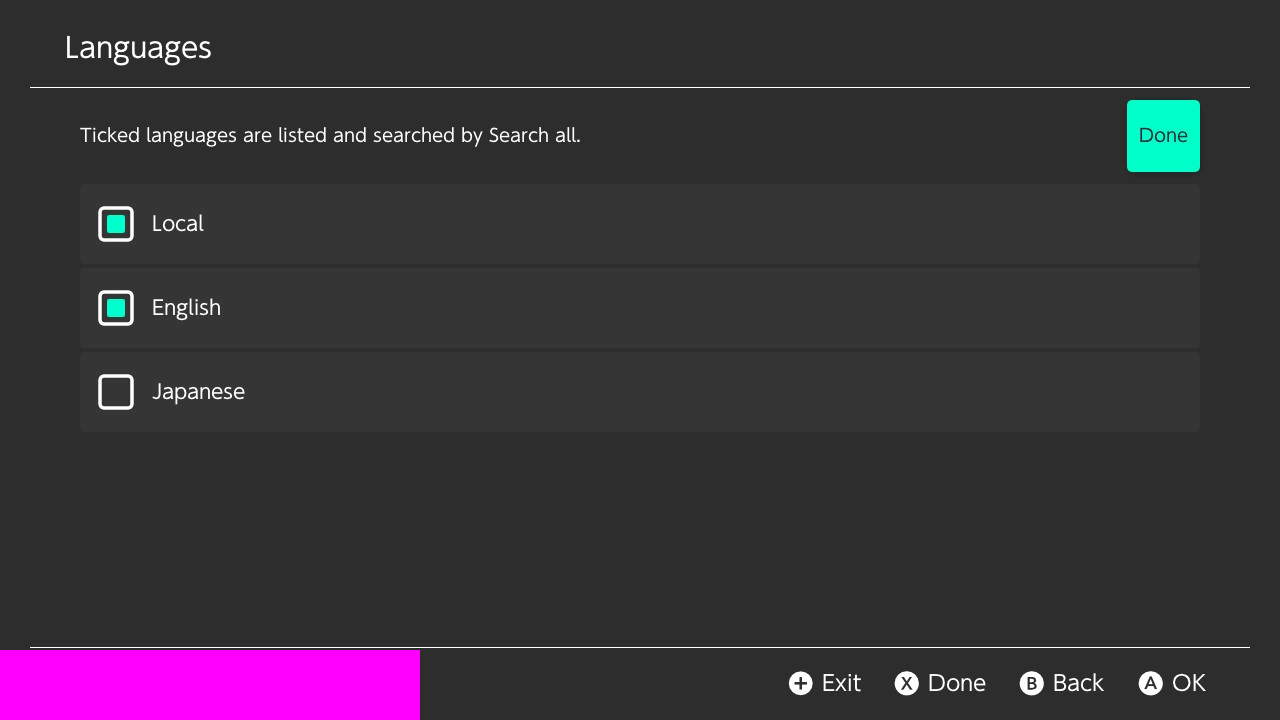 Languages
Ticked languages are listed and searched by Search all.
Done
Local
English
Japanese
+ Exit X Done B Back A OK